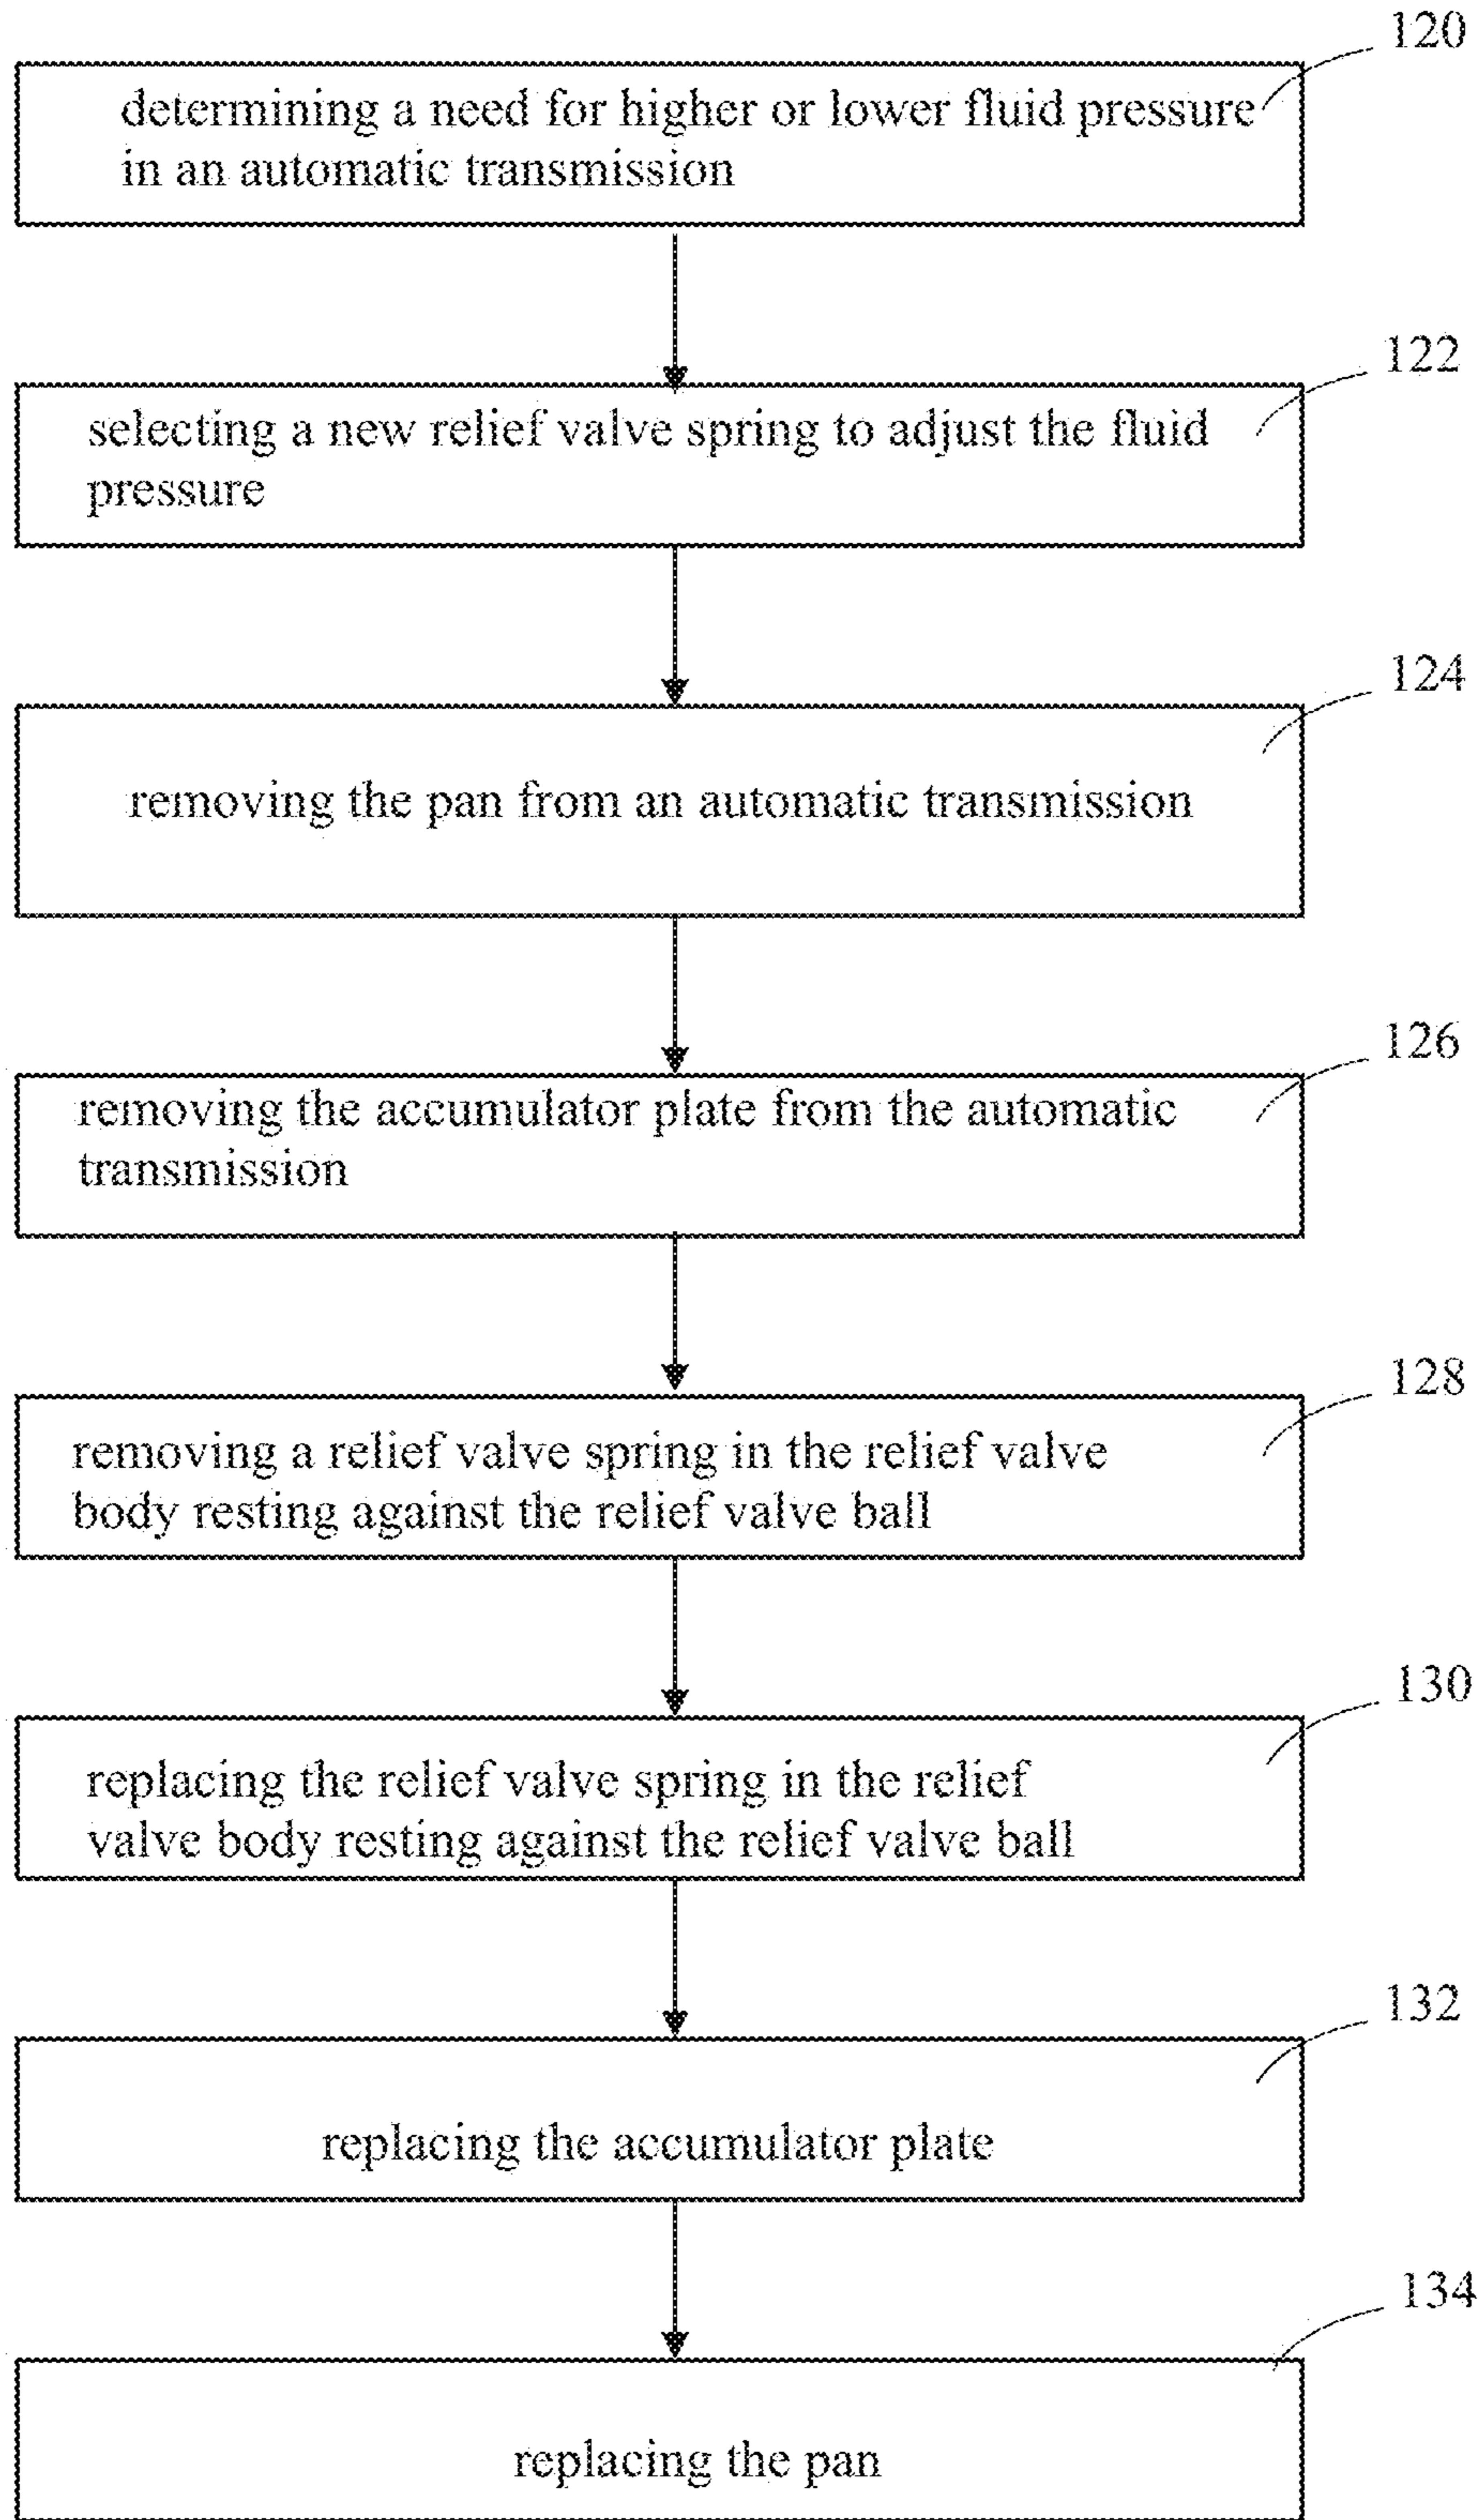 120
determining a need for higher or lower fluid pressure
in an automatic transmission
122
selecting a new relief valve spring to adjust the fluid
pressure
124
removing the pan from an automatic transmission
126
removing the accumulator plate from the automatic
transmission
128
removing a relief valve spring in the relief valve
body resting against the relief valve ball
130
replacing the relief valve spring in the relief
valve body resting against the relief valve ball
132
replacing the accumulator plate
134
replacing the pan